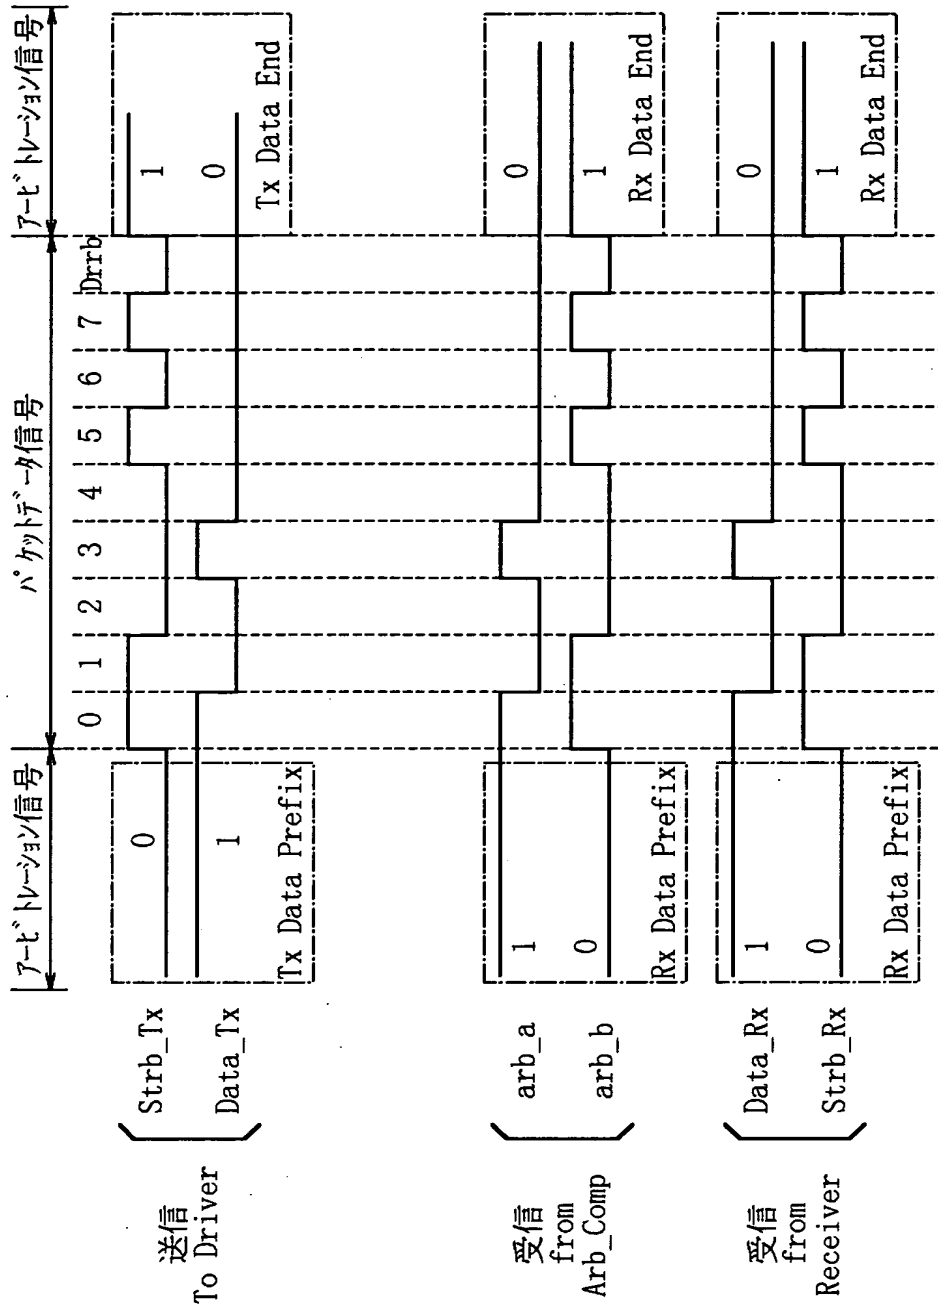 アービトレーション信号
パケットデータ信号
アービトレーション信号
0 1 2 3 4 5 6 7 Drrb
送信
To Driver
Strb_Tx
Data_Tx
0
1
Tx Data Prefix
1
0
Tx Data End
受信
from
Arb_Comp
arb_a
arb_b
1
0
Rx Data Prefix
0
1
Rx Data End
受信
from
Receiver
Data_Rx
Strb_Rx
1
0
Rx Data Prefix
0
1
Rx Data End